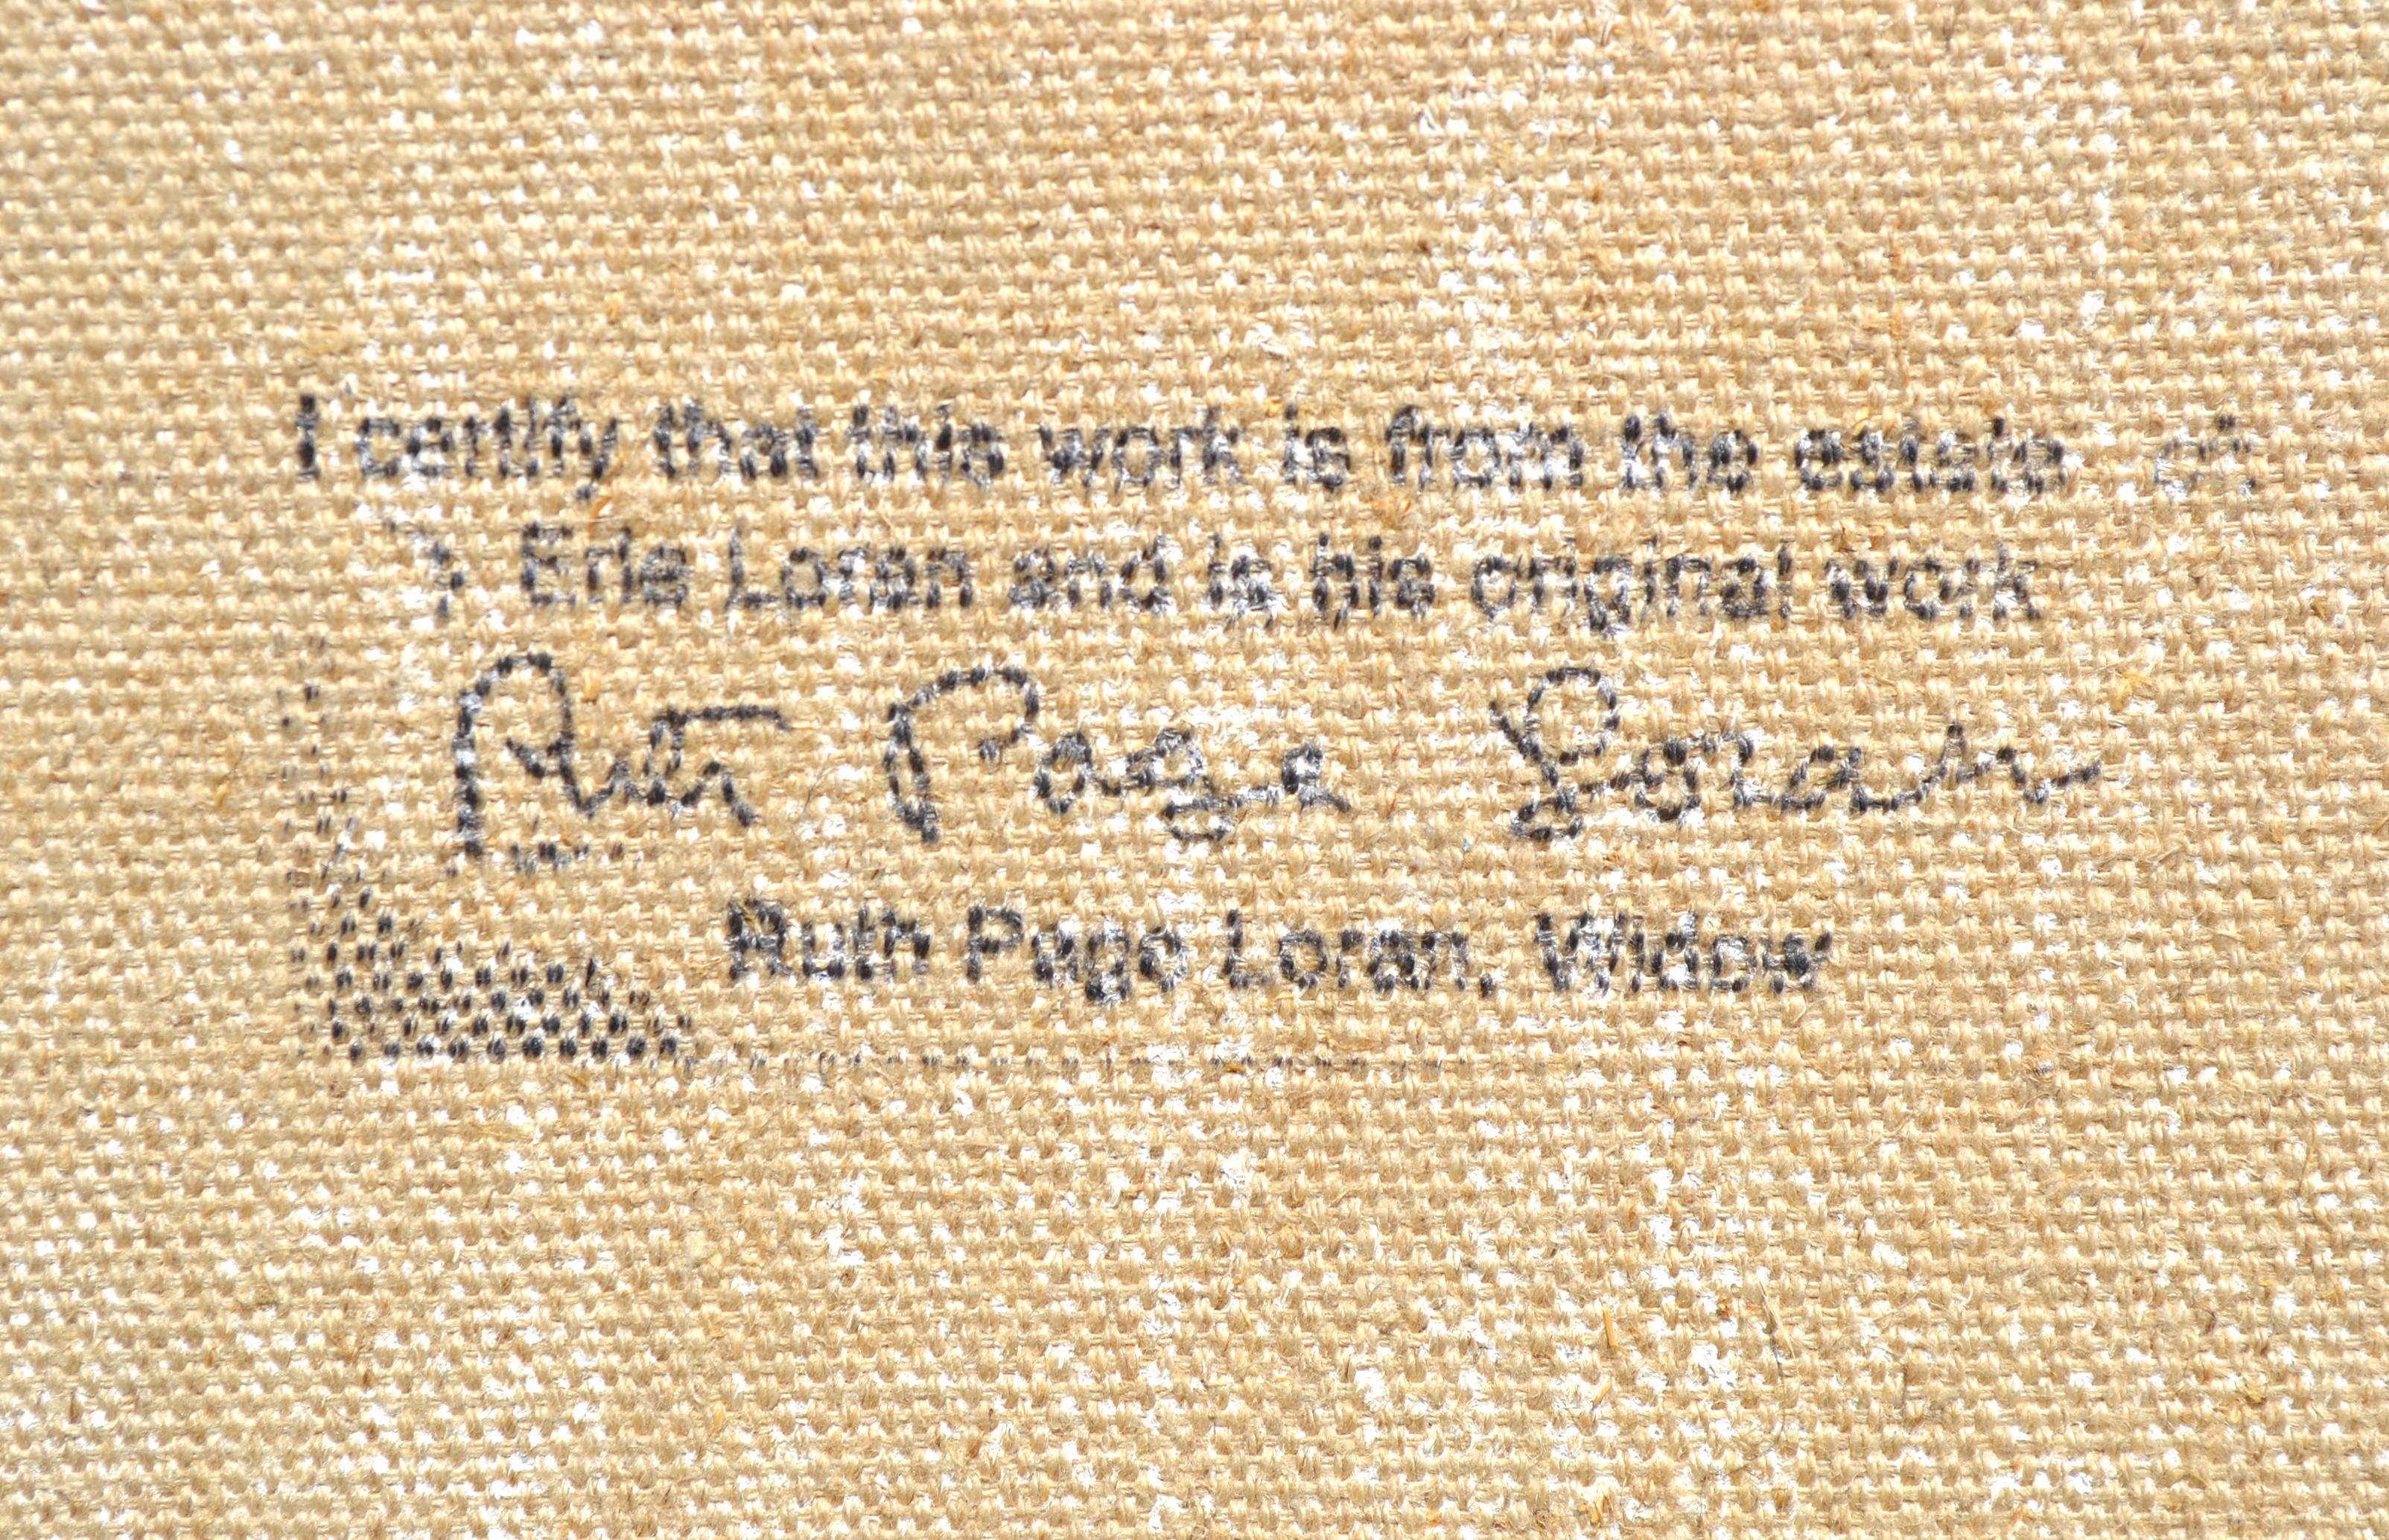 I certify that this work is from the estate of
Erle Loran and is his original work
Ruth Page Loran
Ruth Page Loran, Widow